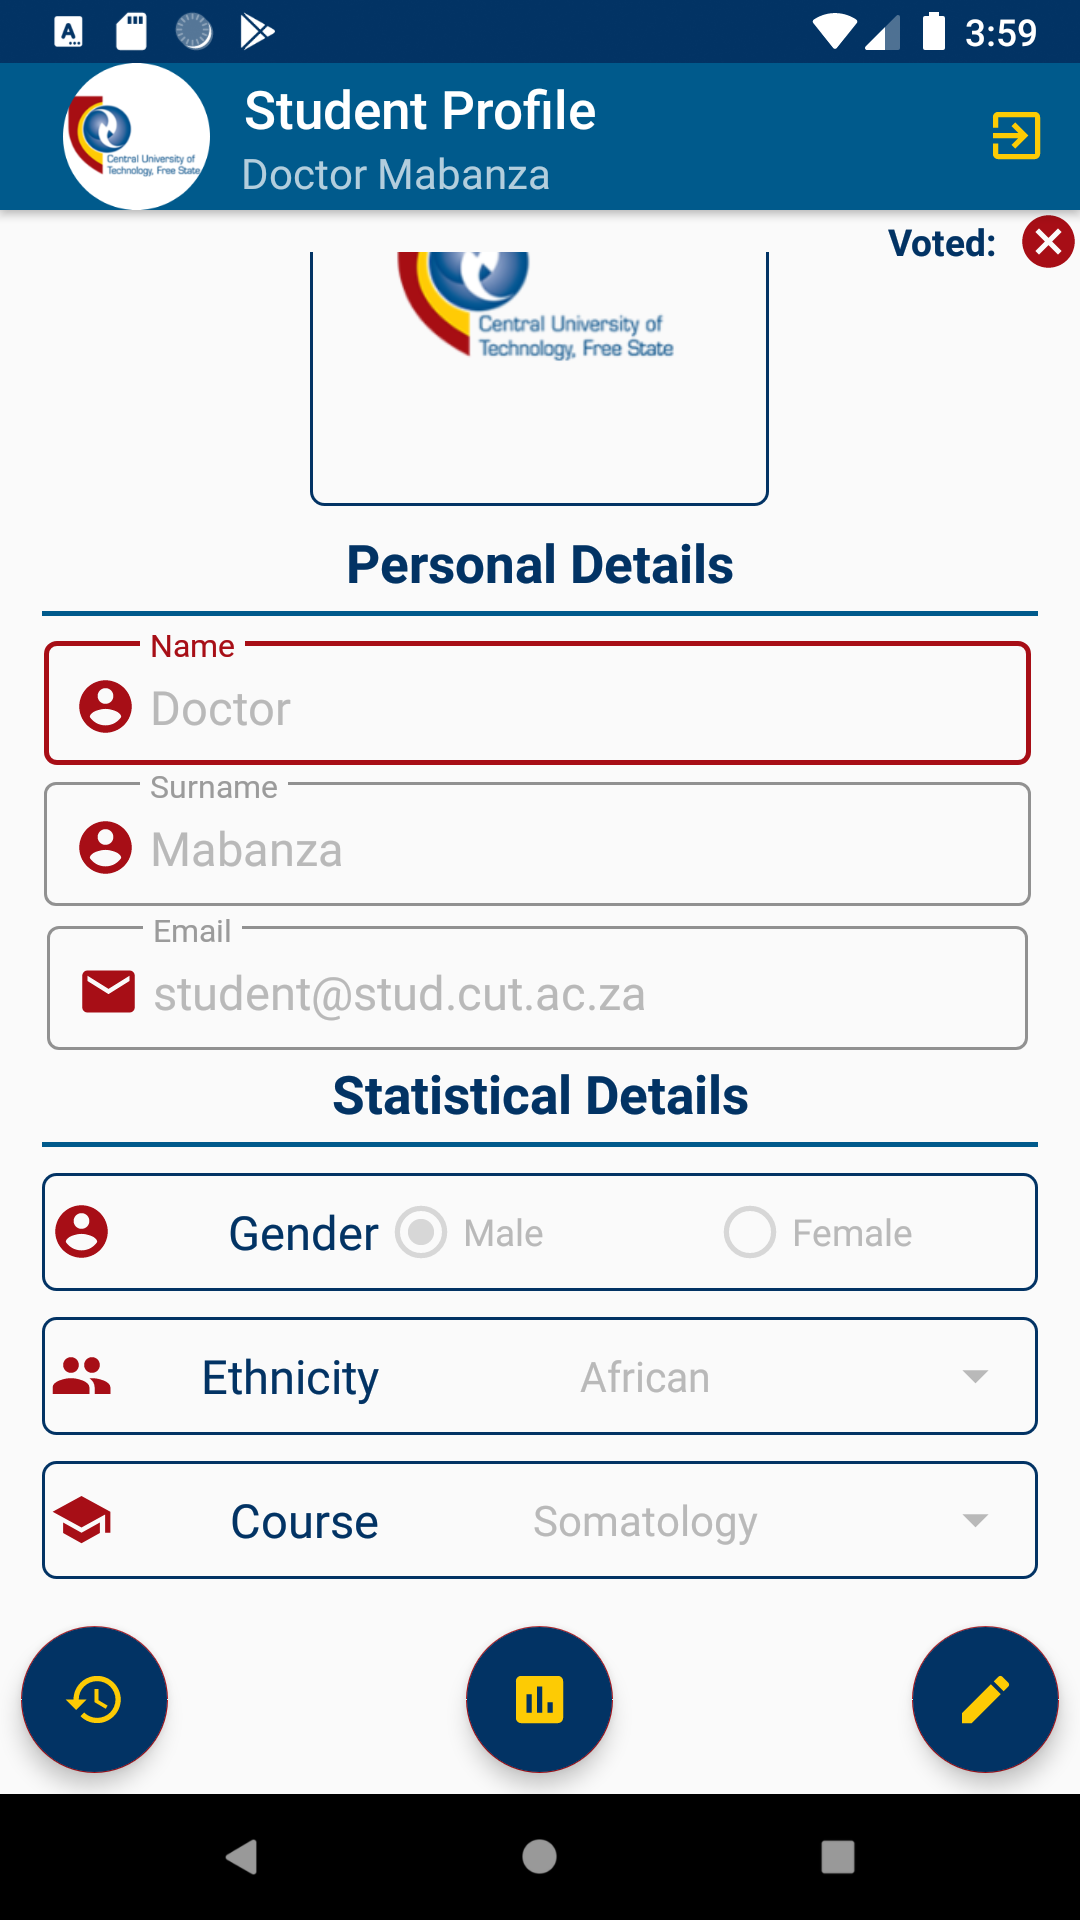 3:59
Central University of
Technology, Free State
Student Profile
Doctor Mabanza
Voted:
Central University of
Technology, Free State
Personal Details
Name
Doctor
Surname
Mabanza
Email
student@stud.cut.ac.za
Statistical Details
Gender Male Female
Ethnicity African
Course Somatology